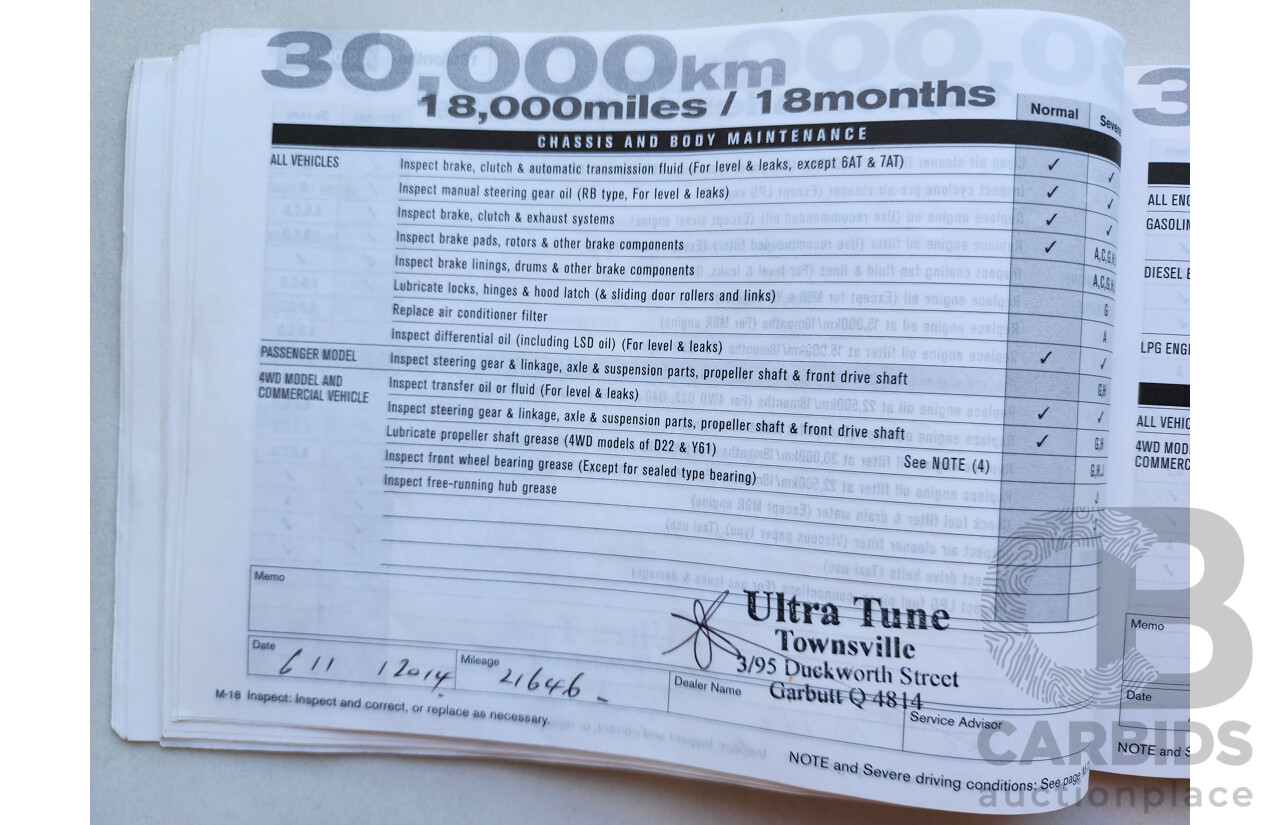 30,000km
18,000miles / 18months
Normal
Severe
CHASSIS AND BODY MAINTENANCE
ALL VEHICLES
Inspect brake, clutch & automatic transmission fluid (For level & leaks, except 6AT & 7AT) ✓ ✓
Inspect manual steering gear oil (RB type, For level & leaks) ✓ ✓
Inspect brake, clutch & exhaust systems ✓ ✓
Inspect brake pads, rotors & other brake components ✓ A,C,G,H
Inspect brake linings, drums & other brake components A,C,G,H
Lubricate locks, hinges & hood latch (& sliding door rollers and links) G
Replace air conditioner filter A
Inspect differential oil (including LSD oil) (For level & leaks) ✓ ✓
PASSENGER MODEL
Inspect steering gear & linkage, axle & suspension parts, propeller shaft & front drive shaft G,H
4WD MODEL AND
COMMERCIAL VEHICLE
Inspect transfer oil or fluid (For level & leaks) ✓ ✓
Inspect steering gear & linkage, axle & suspension parts, propeller shaft & front drive shaft ✓ G,H
Lubricate propeller shaft grease (4WD models of D22 & Y61) See NOTE (4) G,H,J
Inspect front wheel bearing grease (Except for sealed type bearing) J
Inspect free-running hub grease
Memo
Ultra Tune
Townsville
3/95 Duckworth Street
Garbutt Q 4814
Date
6 11 12014
Mileage
21646
Dealer Name
Service Advisor
M-18 Inspect: Inspect and correct, or replace as necessary.
NOTE and Severe driving conditions: See page
3
ALL ENG
GASOLIN
DIESEL E
LPG ENGI
ALL VEHIC
4WD MOD
COMMERC
Memo
Date
NOTE and S
CB
CARBIDS
auctionplace